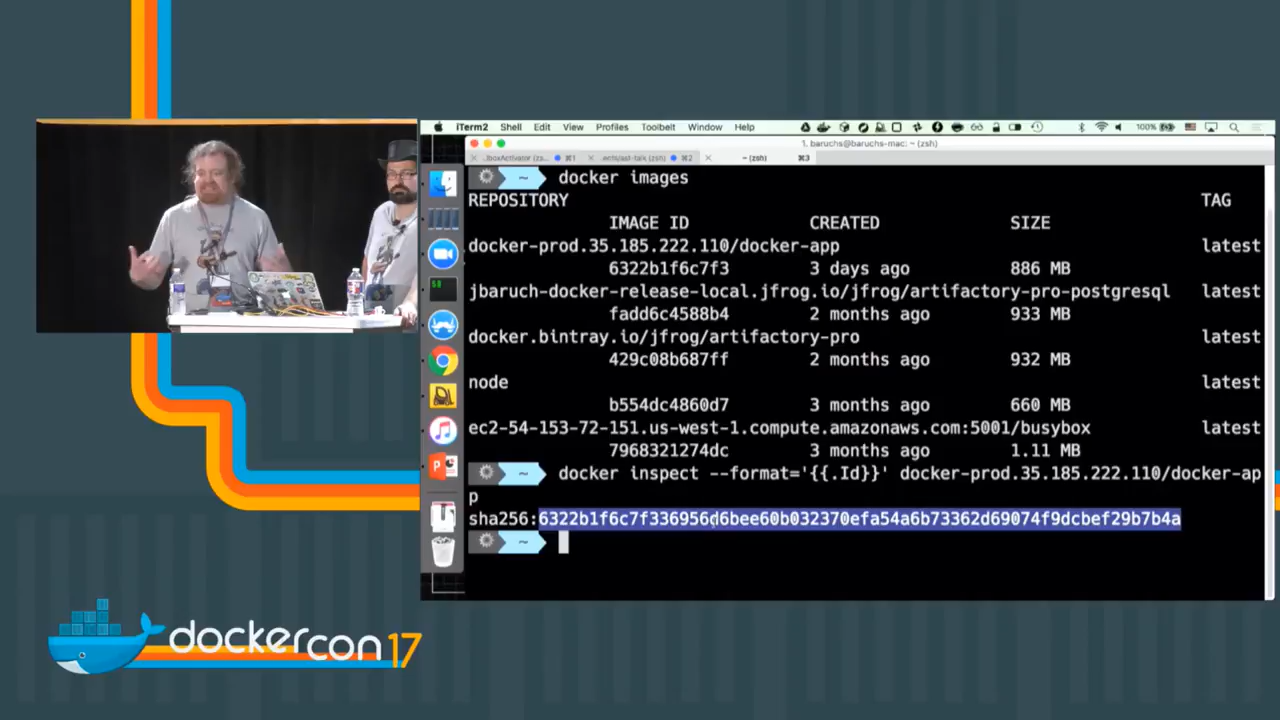 iTerm2 Shell Edit View Profiles Toolbelt Window Help 100%
1. baruchs@baruchs-mac: ~ (zsh)
⌘1 ⌘2 ~ (zsh) ⌘3
~ docker images
REPOSITORY TAG
IMAGE ID CREATED SIZE
docker-prod.35.185.222.110/docker-app latest
6322b1f6c7f3 3 days ago 886 MB
jbaruch-docker-release-local.jfrog.io/jfrog/artifactory-pro-postgresql latest
fadd6c4588b4 2 months ago 933 MB
docker.bintray.io/jfrog/artifactory-pro latest
429c08b687ff 2 months ago 932 MB
node latest
b554dc4860d7 3 months ago 660 MB
ec2-54-153-72-151.us-west-1.compute.amazonaws.com:5001/busybox latest
7968321274dc 3 months ago 1.11 MB
~ docker inspect --format='{{.Id}}' docker-prod.35.185.222.110/docker-ap
p
sha256:6322b1f6c7f336956d6bee60b032370efa54a6b73362d69074f9dcbef29b7b4a
~
dockercon 17